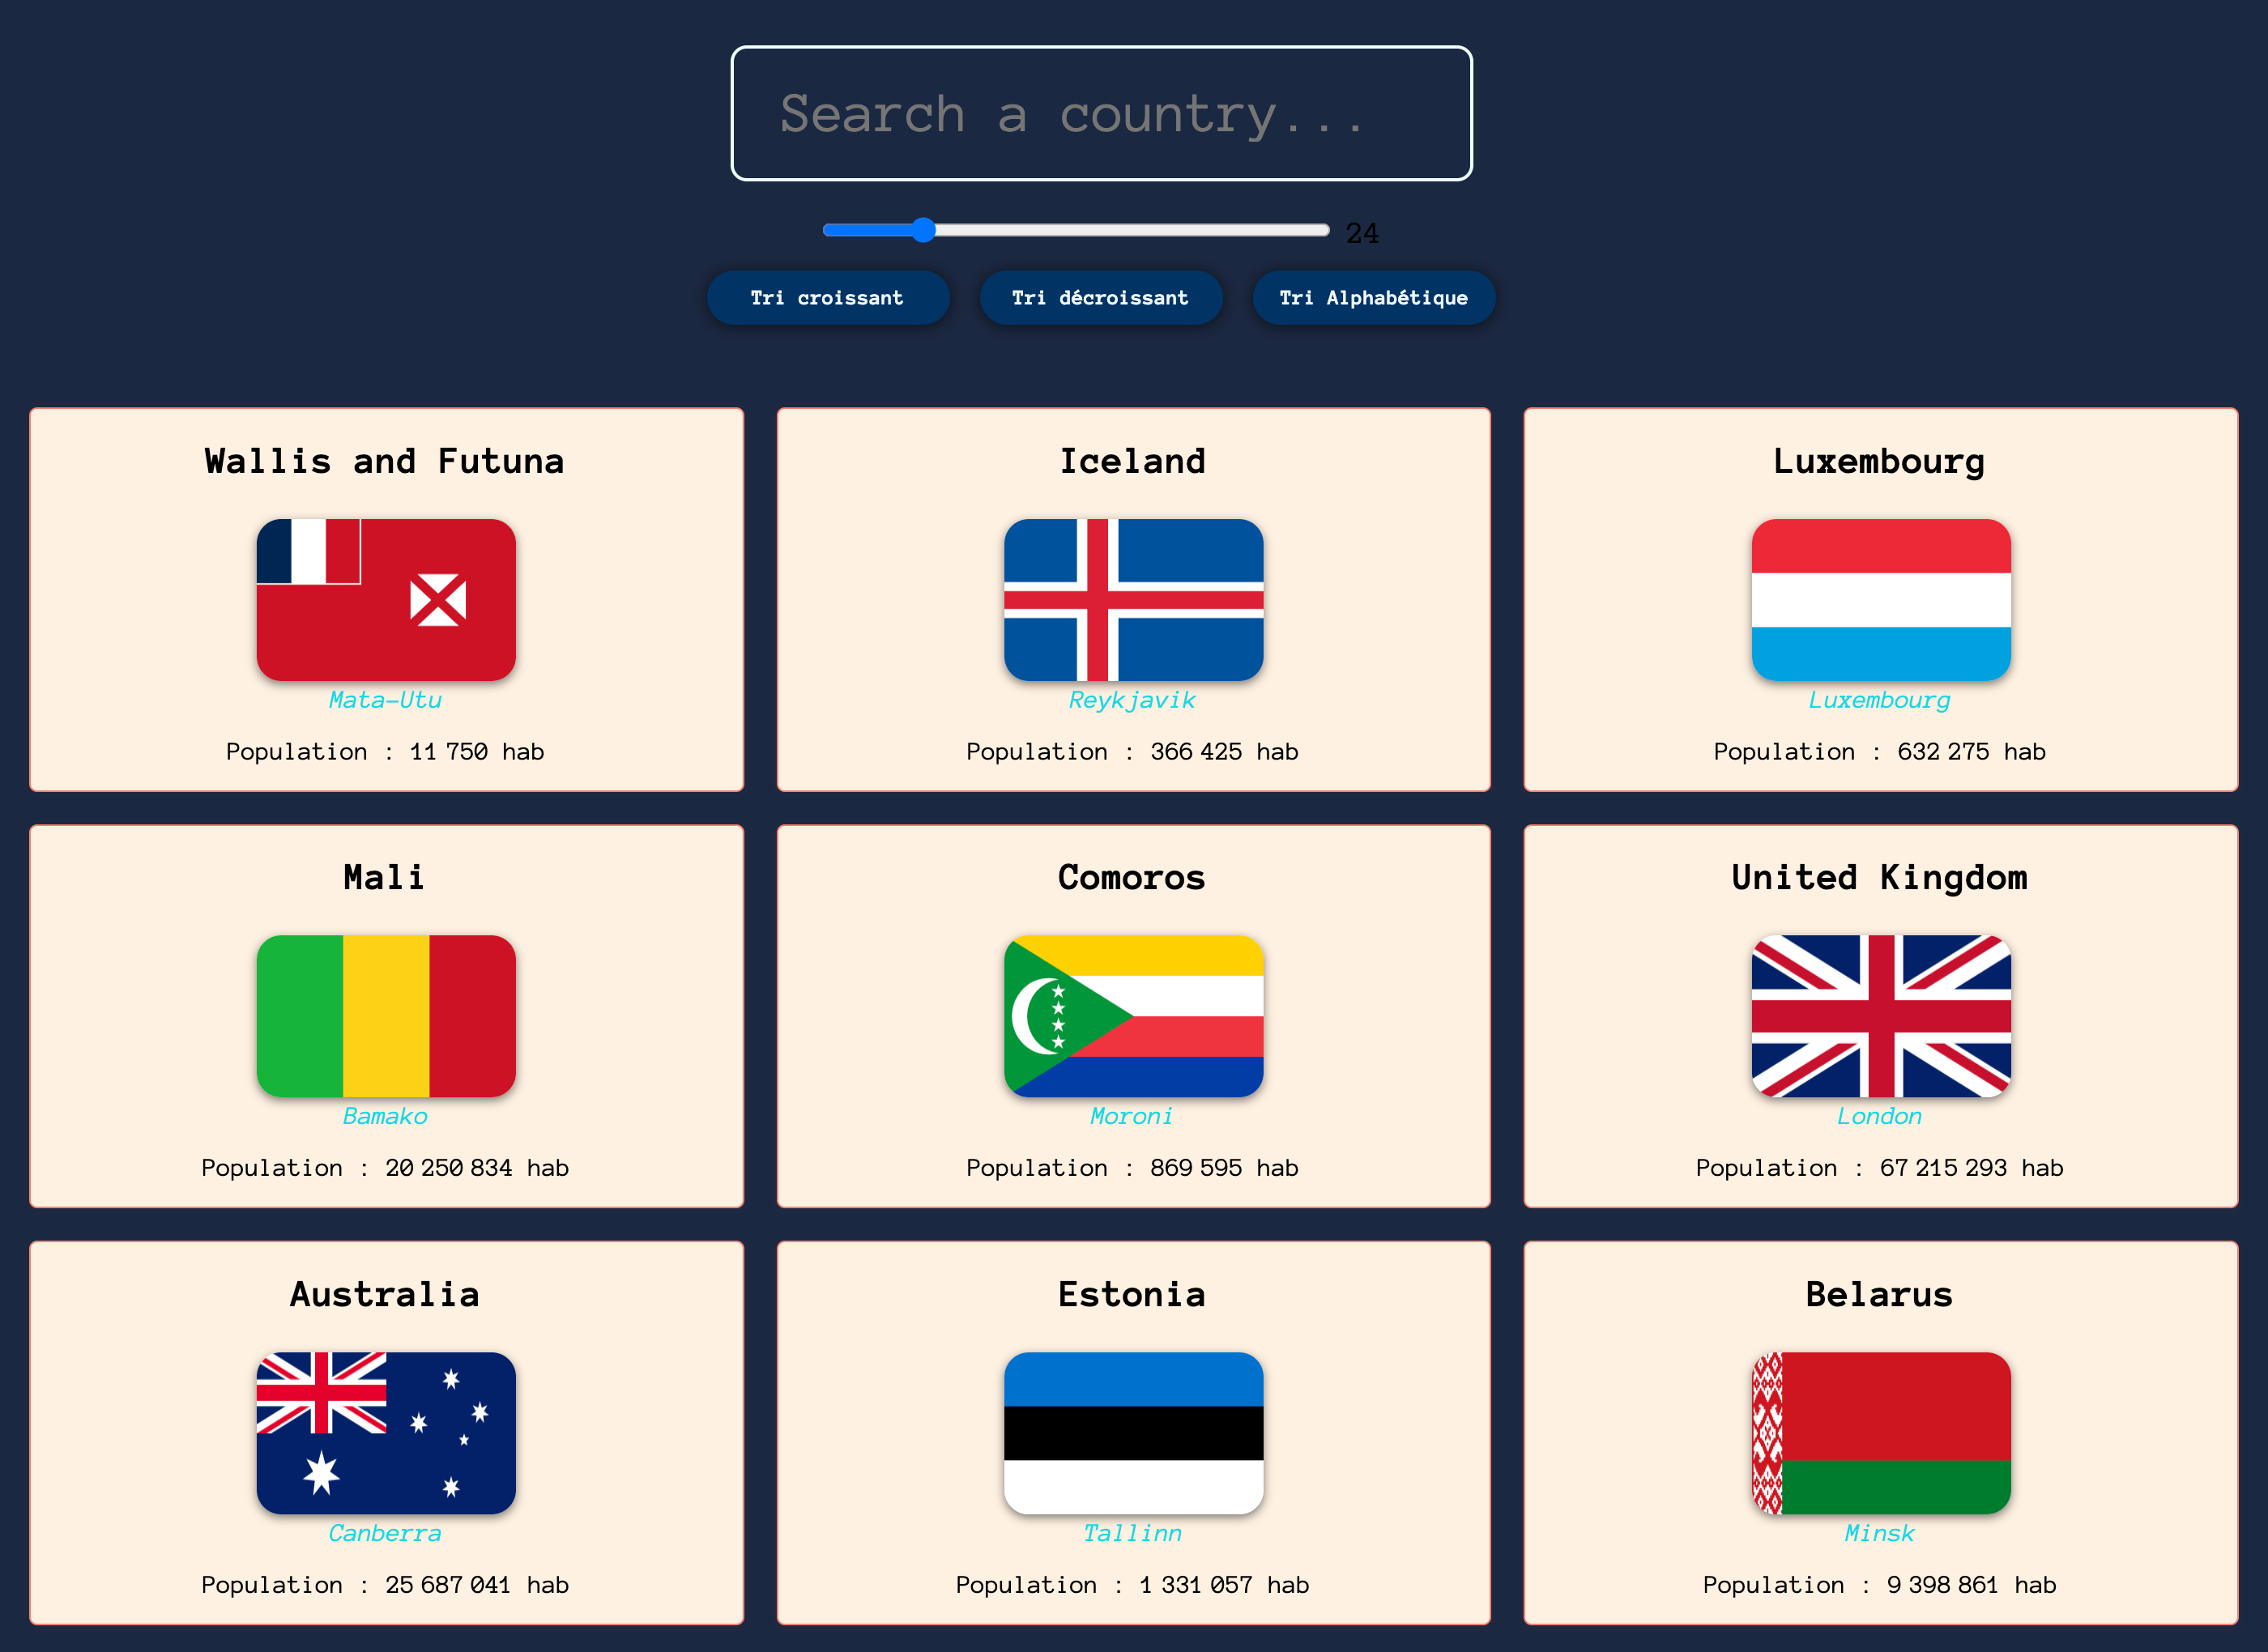 Search a country...
24
Tri croissant
Tri décroissant
Tri Alphabétique
Wallis and Futuna
Mata-Utu
Population : 11 750 hab
Iceland
Reykjavik
Population : 366 425 hab
Luxembourg
Luxembourg
Population : 632 275 hab
Mali
Bamako
Population : 20 250 834 hab
Comoros
Moroni
Population : 869 595 hab
United Kingdom
London
Population : 67 215 293 hab
Australia
Canberra
Population : 25 687 041 hab
Estonia
Tallinn
Population : 1 331 057 hab
Belarus
Minsk
Population : 9 398 861 hab